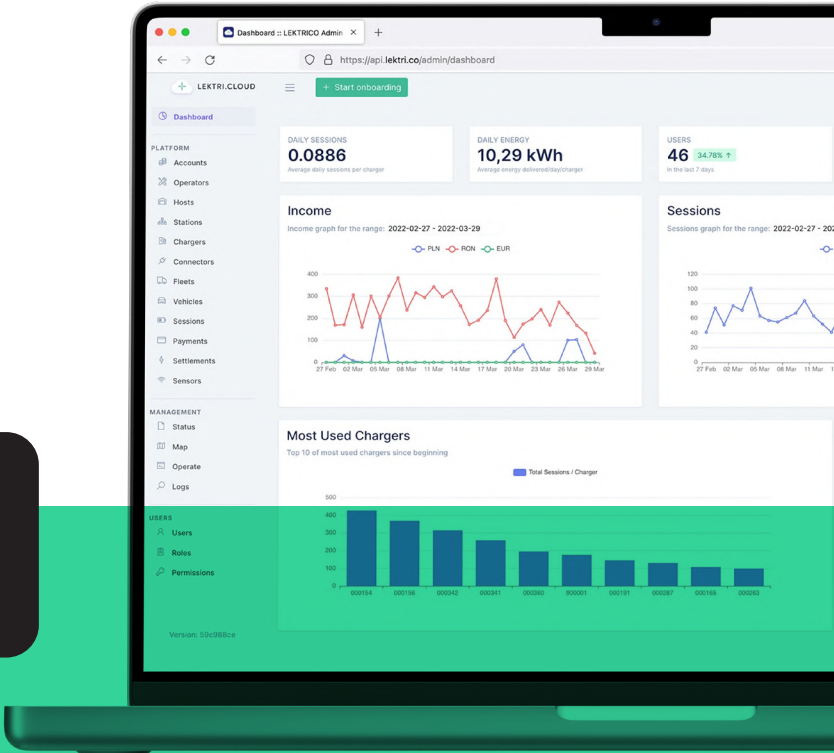 Dashboard :: LEKTRICO Admin
https://api.lektri.co/admin/dashboard
LEKTRI.CLOUD
+ Start onboarding
Dashboard
PLATFORM
Accounts
Operators
Hosts
Stations
Chargers
Connectors
Fleets
Vehicles
Sessions
Payments
Settlements
Sensors
MANAGEMENT
Status
Map
Operate
Logs
USERS
Users
Roles
Permissions
Version: 59c988ce
DAILY SESSIONS
0.0886
Average daily sessions per charger
DAILY ENERGY
10,29 kWh
Average energy delivered/day/charger
USERS
46 34.78% ↑
in the last 7 days
Income
Income graph for the range: 2022-02-27 - 2022-03-29
PLN RON EUR
400
300
200
100
0
27 Feb 02 Mar 05 Mar 08 Mar 11 Mar 14 Mar 17 Mar 20 Mar 23 Mar 26 Mar 29 Mar
Sessions
Sessions graph for the range: 2022-02-27 - 202
120
100
80
60
40
20
0
27 Feb 02 Mar 05 Mar 08 Mar 11 Mar 1
Most Used Chargers
Top 10 of most used chargers since beginning
Total Sessions / Charger
500
400
300
200
100
0
000154 000156 000342 000341 000360 900001 000191 000287 000169 000263